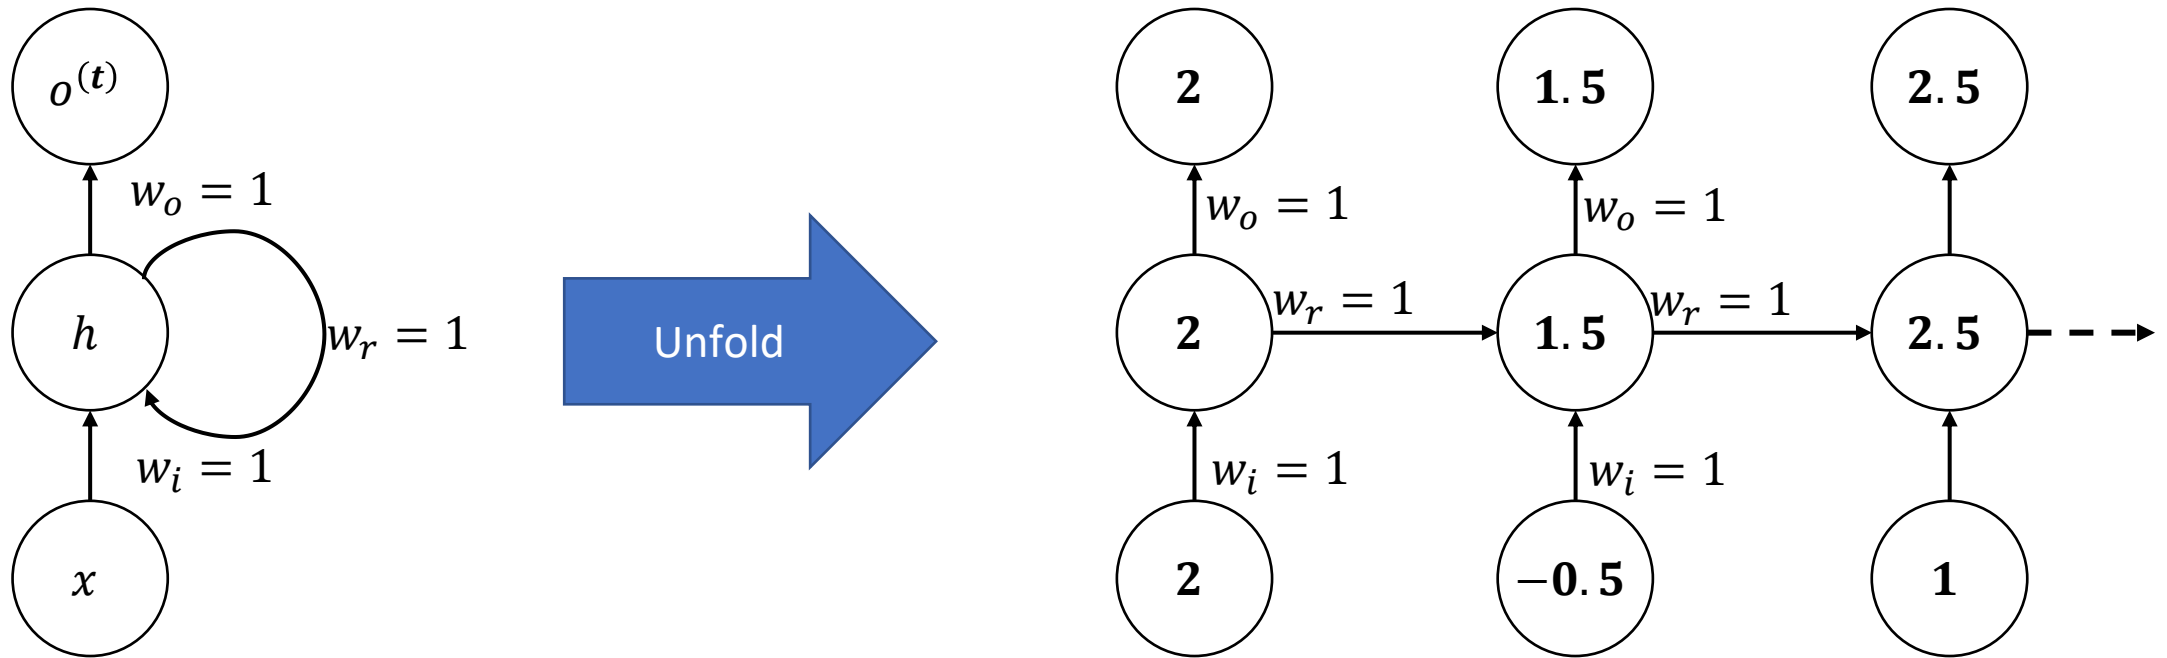 o^(t)
w_o = 1
h
w_r = 1
w_i = 1
x
Unfold
2
1.5
2.5
w_o = 1
w_o = 1
2
w_r = 1
1.5
w_r = 1
2.5
w_i = 1
w_i = 1
2
−0.5
1